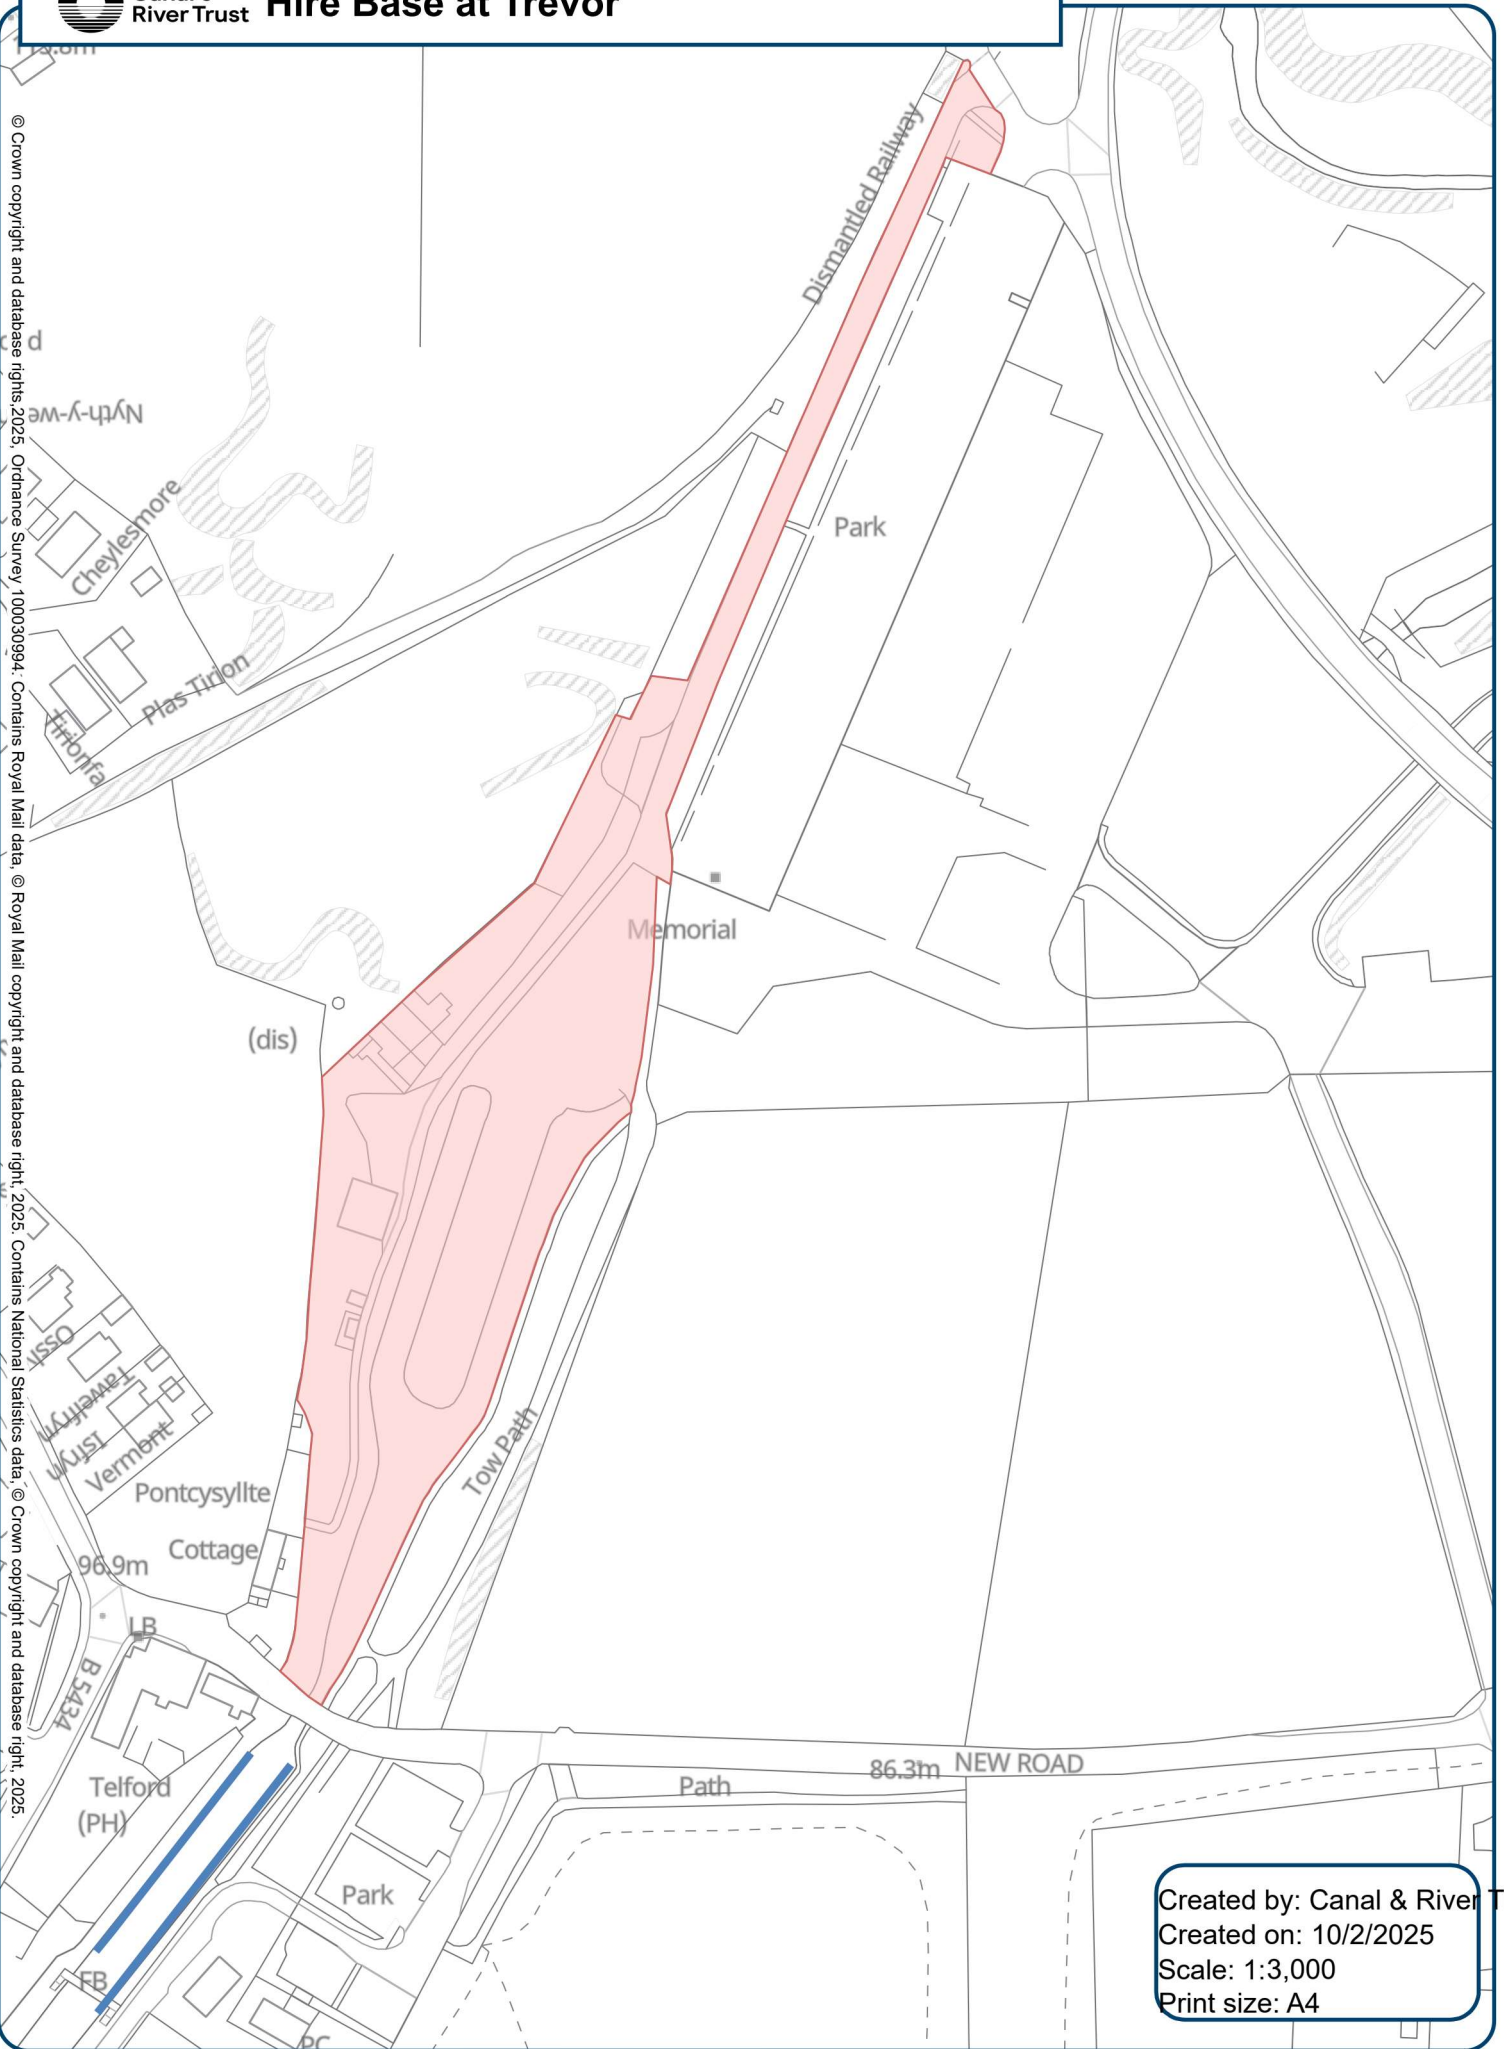 River Trust Hire Base at Trevor
© Crown copyright and database rights,2025, Ordnance Survey 100030994. Contains Royal Mail data, © Royal Mail copyright and database right, 2025. Contains National Statistics data, © Crown copyright and database right, 2025.
Dismantled Railway
d
Nyth-y-we
Cheylesmore
Park
Plas Tirion
Tirionfa
Memorial
(dis)
Tawelfryn
Islyn
Vermont
Tow Path
Pontcysyllte
Cottage
96.9m
LB
B 5434
Telford
(PH)
86.3m
NEW ROAD
Path
Park
FB
PC
Created by: Canal & River T
Created on: 10/2/2025
Scale: 1:3,000
Print size: A4